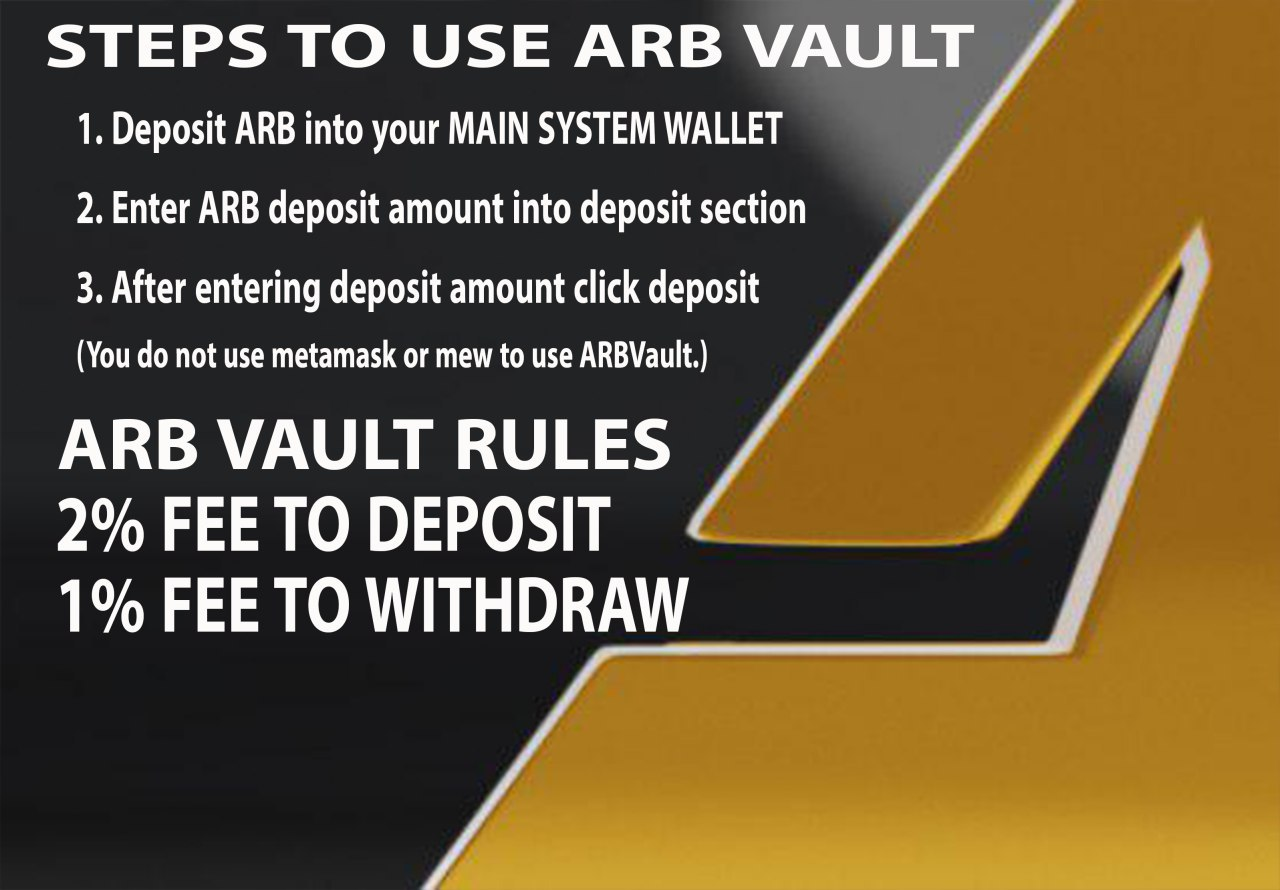 STEPS TO USE ARB VAULT
1. Deposit ARB into your MAIN SYSTEM WALLET
2. Enter ARB deposit amount into deposit section
3. After entering deposit amount click deposit
(You do not use metamask or mew to use ARBVault.)
ARB VAULT RULES
2% FEE TO DEPOSIT
1% FEE TO WITHDRAW